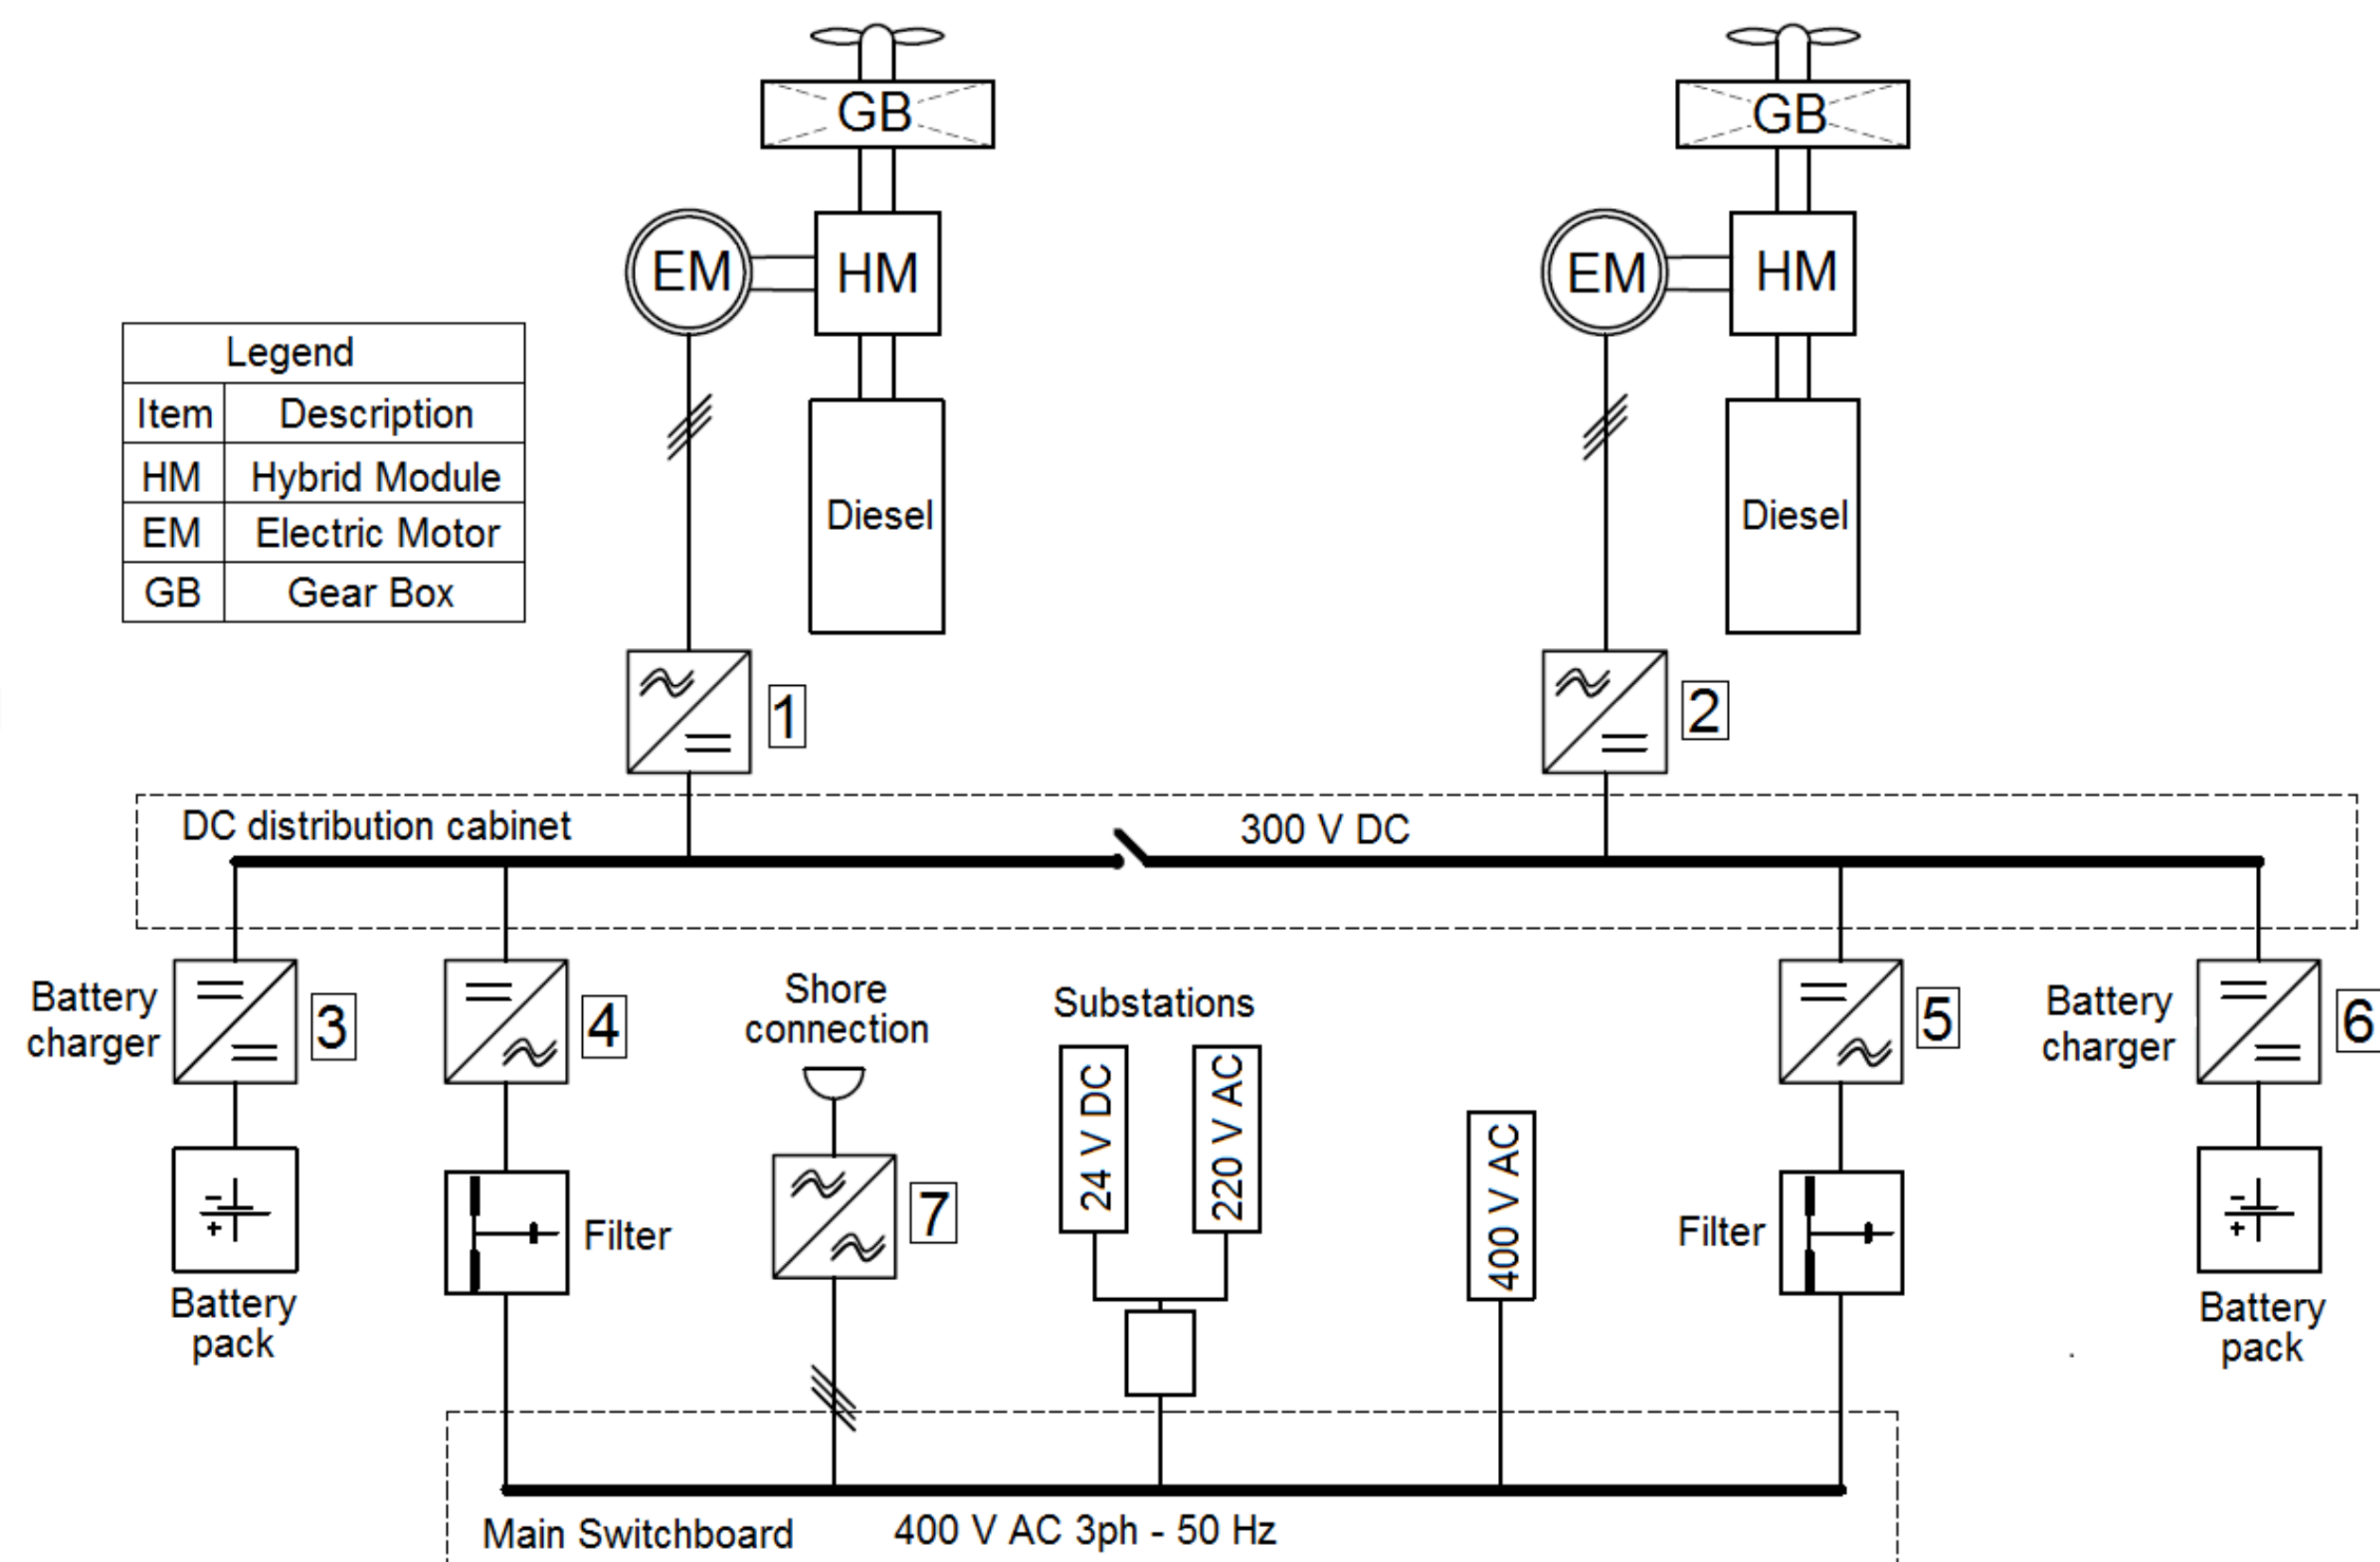 GB
GB
EM
HM
EM
HM
Legend
Item Description
HM Hybrid Module
EM Electric Motor
GB Gear Box
Diesel
Diesel
1
2
DC distribution cabinet
300 V DC
Battery
charger
3
4
Shore
connection
Substations
24 V DC
220 V AC
400 V AC
5
Battery
charger
6
-
+
Battery
pack
Filter
7
Filter
-
+
Battery
pack
Main Switchboard
400 V AC 3ph - 50 Hz